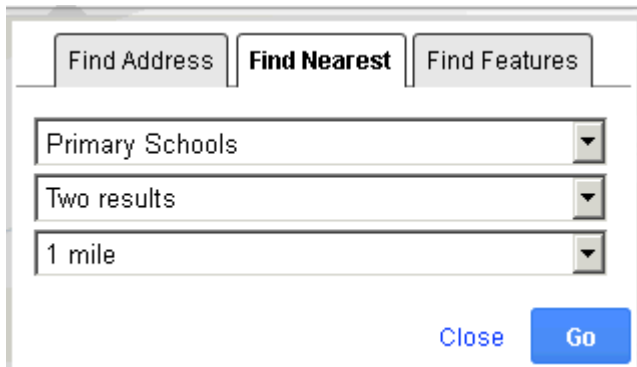 Find Address Find Nearest Find Features
Primary Schools
Two results
1 mile
Close Go